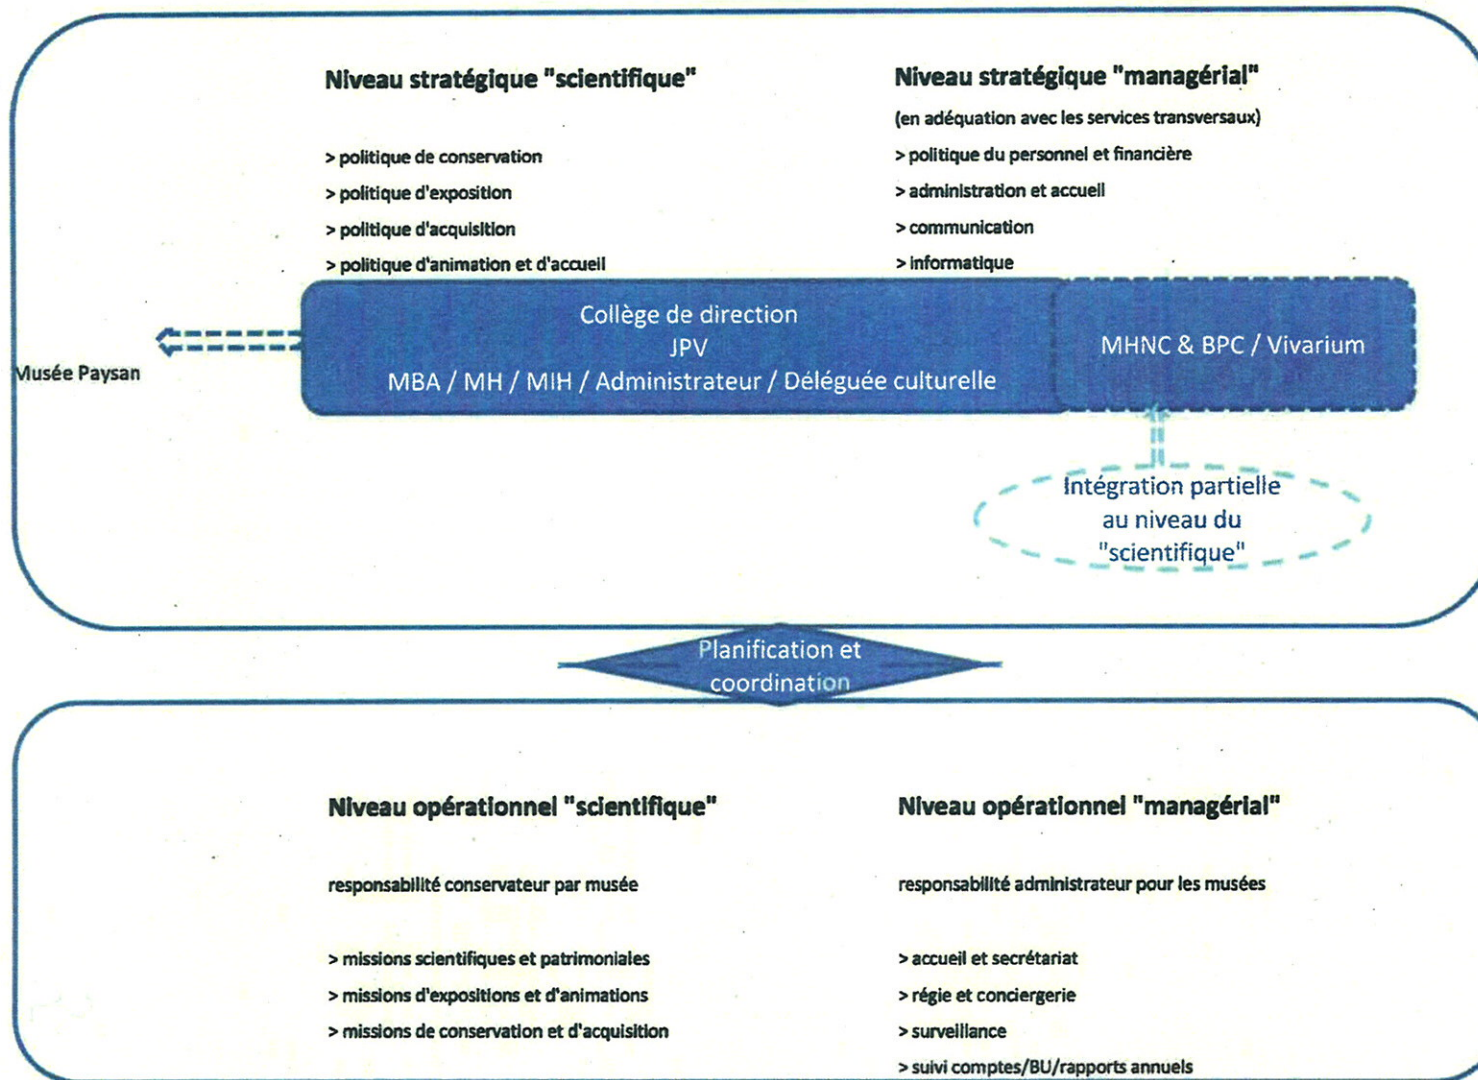 Niveau stratégique "scientifique"
> politique de conservation
> politique d'exposition
> politique d'acquisition
> politique d'animation et d'accueil
Niveau stratégique "managérial"
(en adéquation avec les services transversaux)
> politique du personnel et financière
> administration et accueil
> communication
> informatique
Musée Paysan
Collège de direction
JPV
MBA / MH / MIH / Administrateur / Déléguée culturelle
MHNC & BPC / Vivarium
Intégration partielle
au niveau du
"scientifique"
Planification et
coordination
Niveau opérationnel "scientifique"
responsabilité conservateur par musée
> missions scientifiques et patrimoniales
> missions d'expositions et d'animations
> missions de conservation et d'acquisition
Niveau opérationnel "managérial"
responsabilité administrateur pour les musées
> accueil et secrétariat
> régie et conciergerie
> surveillance
> suivi comptes/BU/rapports annuels